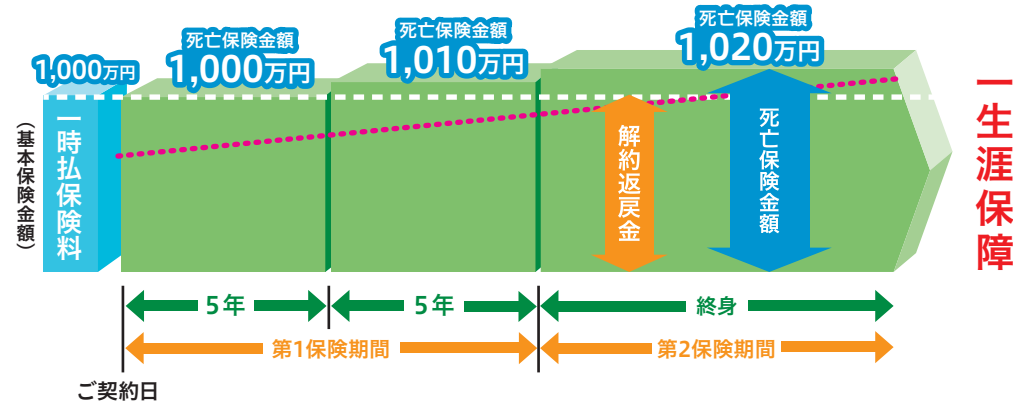 死亡保険金額
1,000万円
死亡保険金額
1,010万円
死亡保険金額
1,020万円
1,000万円
一時払保険料
（基本保険金額）
解約返戻金
死亡保険金額
一生涯保障
5年
5年
終身
第1保険期間
第2保険期間
ご契約日